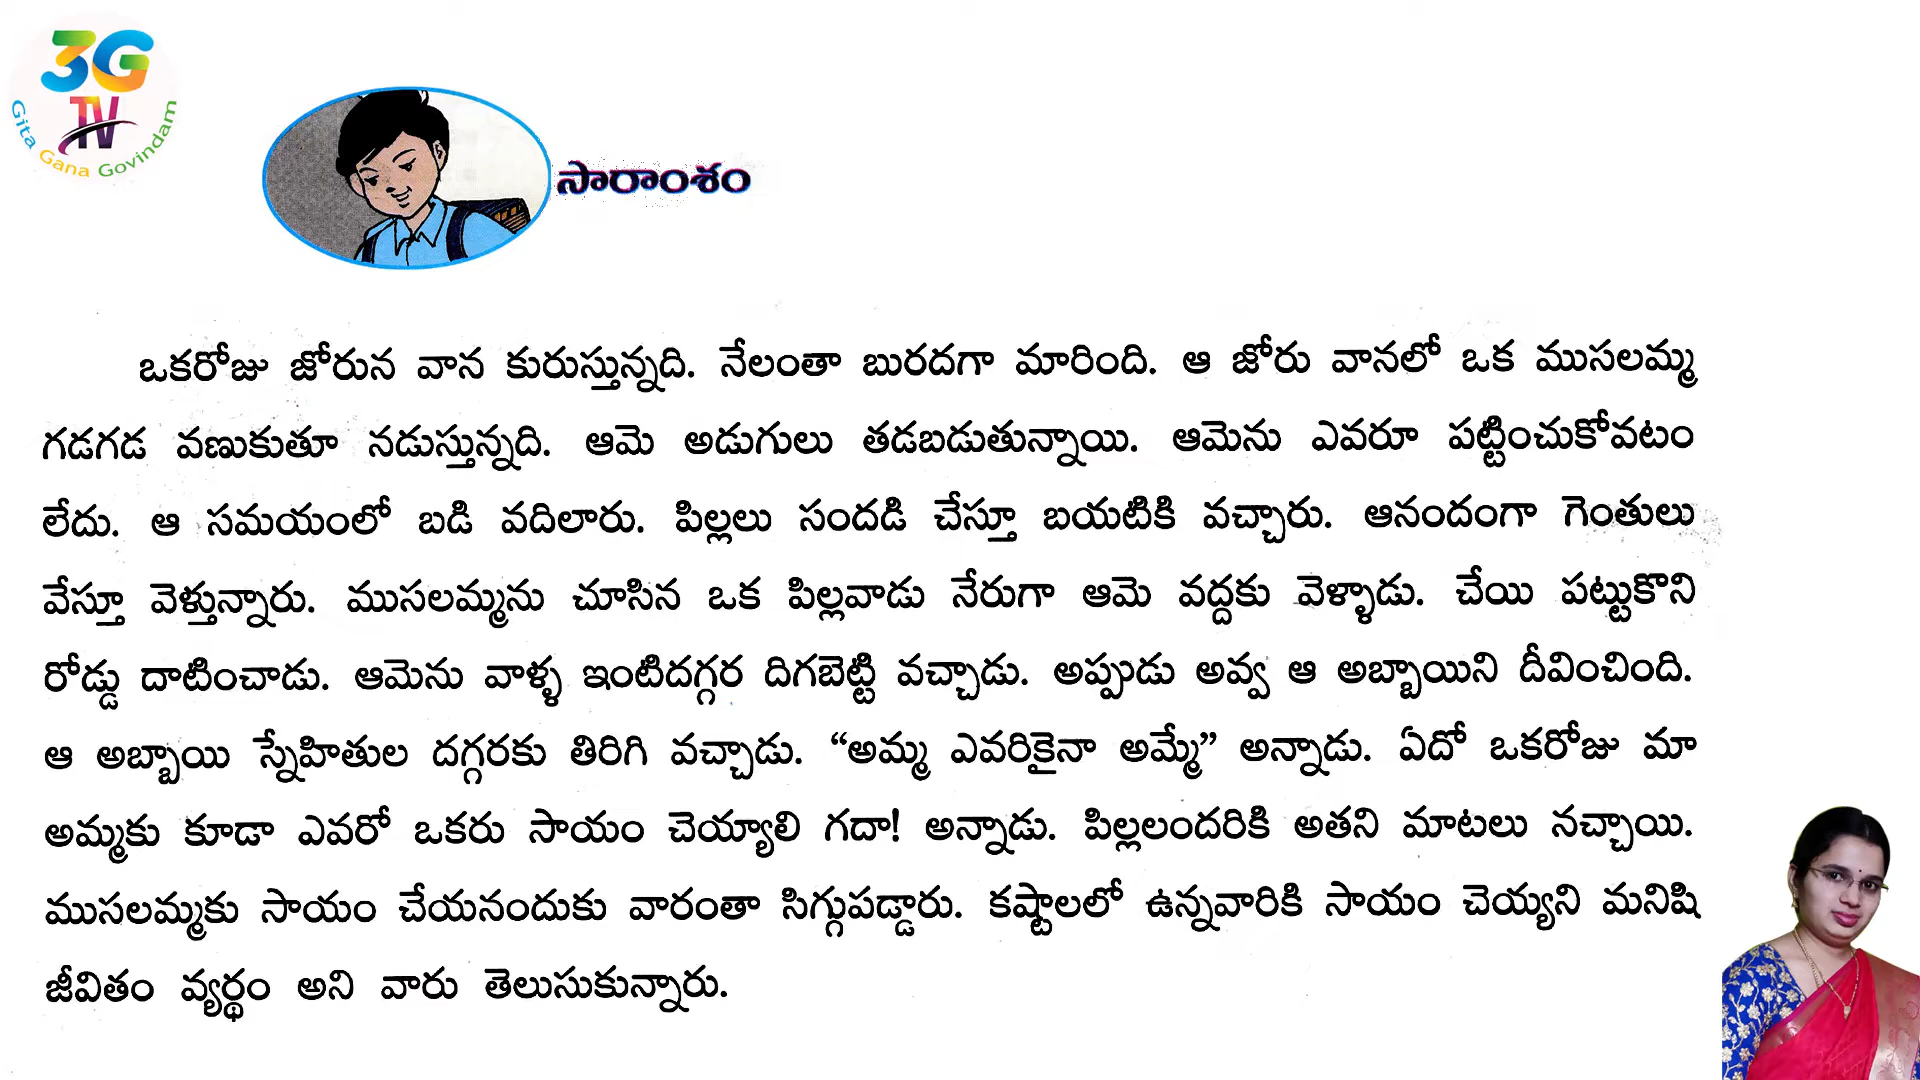 3G
TV
Gita Gana Govindam
సారాంశం
ఒకరోజు జోరున వాన కురుస్తున్నది. నేలంతా బురదగా మారింది. ఆ జోరు వానలో ఒక ముసలమ్మ
గడగడ వణుకుతూ నడుస్తున్నది. ఆమె అడుగులు తడబడుతున్నాయి. ఆమెను ఎవరూ పట్టించుకోవటం
లేదు. ఆ సమయంలో బడి వదిలారు. పిల్లలు సందడి చేస్తూ బయటికి వచ్చారు. ఆనందంగా గెంతులు
వేస్తూ వెళ్తున్నారు. ముసలమ్మను చూసిన ఒక పిల్లవాడు నేరుగా ఆమె వద్దకు వెళ్ళాడు. చేయి పట్టుకొని
రోడ్డు దాటించాడు. ఆమెను వాళ్ళ ఇంటిదగ్గర దిగబెట్టి వచ్చాడు. అప్పుడు అవ్వ ఆ అబ్బాయిని దీవించింది.
ఆ అబ్బాయి స్నేహితుల దగ్గరకు తిరిగి వచ్చాడు. “అమ్మ ఎవరికైనా అమ్మే” అన్నాడు. ఏదో ఒకరోజు మా
అమ్మకు కూడా ఎవరో ఒకరు సాయం చెయ్యాలి గదా! అన్నాడు. పిల్లలందరికి అతని మాటలు నచ్చాయి.
ముసలమ్మకు సాయం చేయనందుకు వారంతా సిగ్గుపడ్డారు. కష్టాలలో ఉన్నవారికి సాయం చెయ్యని మనిషి
జీవితం వ్యర్థం అని వారు తెలుసుకున్నారు.